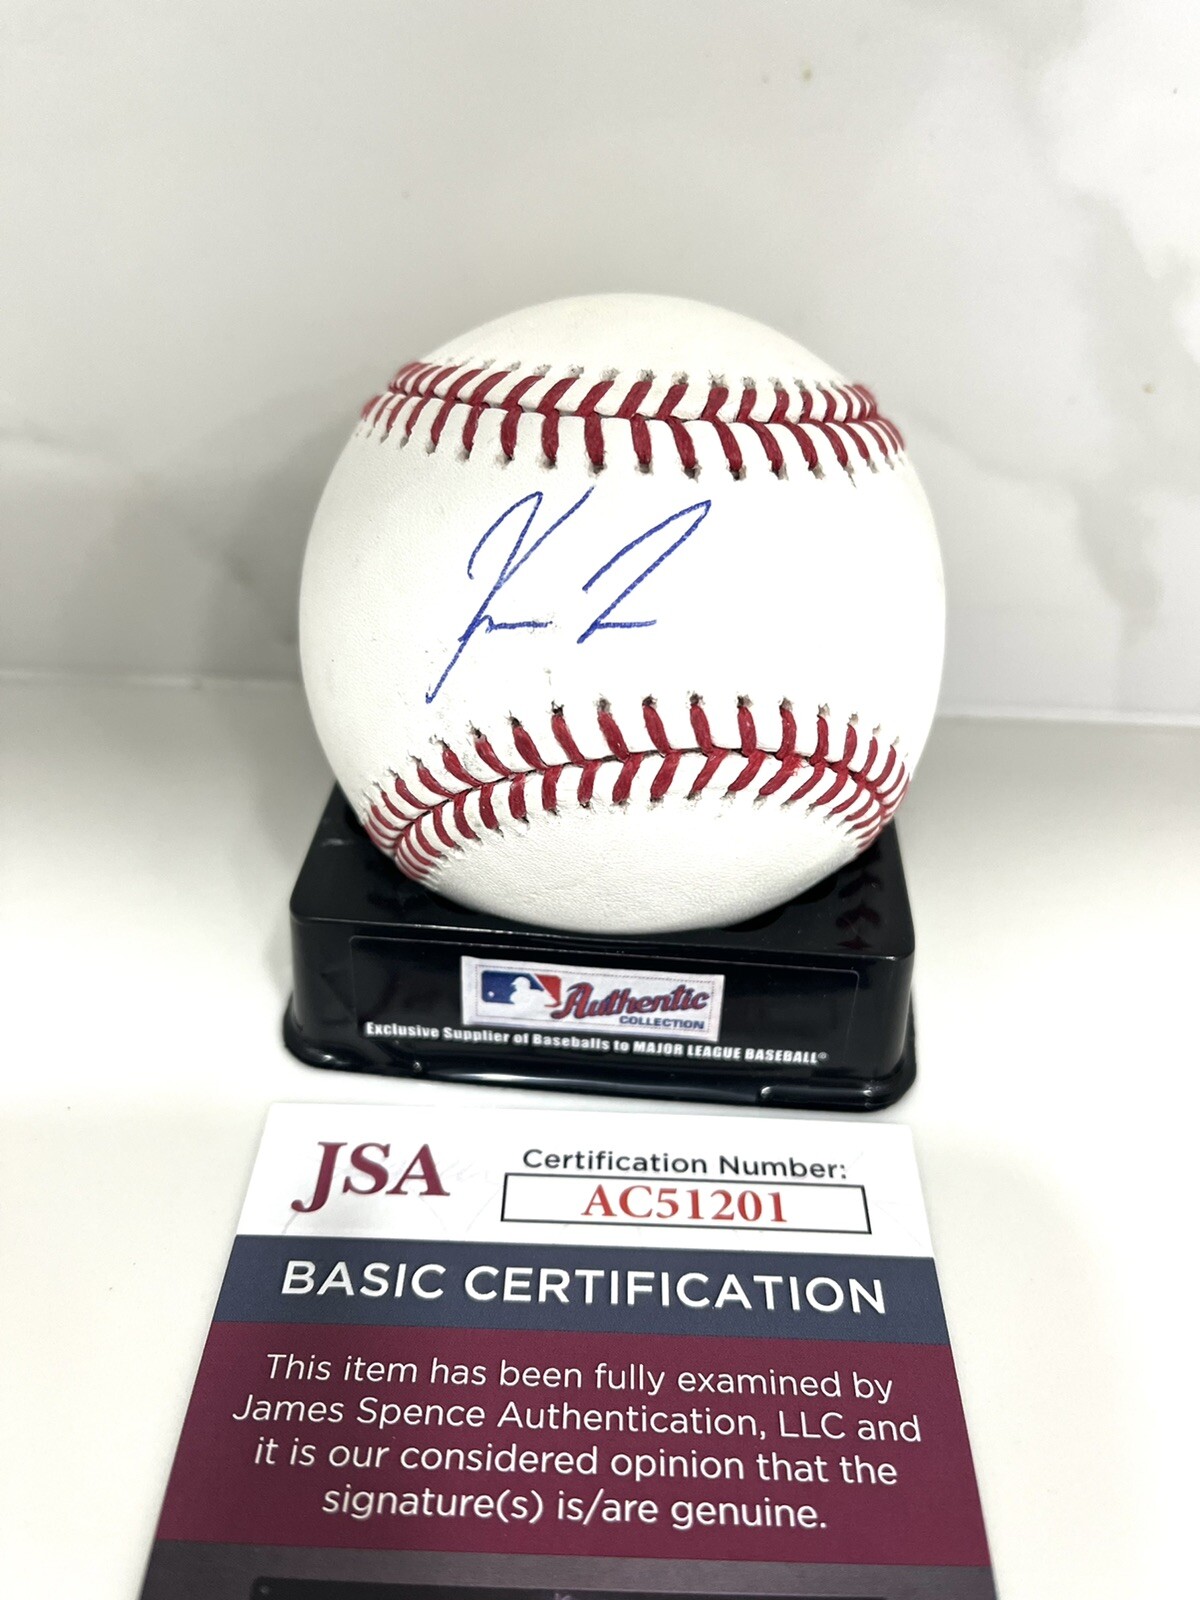 Authentic
COLLECTION
Exclusive Supplier of Baseballs to MAJOR LEAGUE BASEBALL®
JSA
Certification Number:
AC51201
BASIC CERTIFICATION
This item has been fully examined by
James Spence Authentication, LLC and
it is our considered opinion that the
signature(s) is/are genuine.